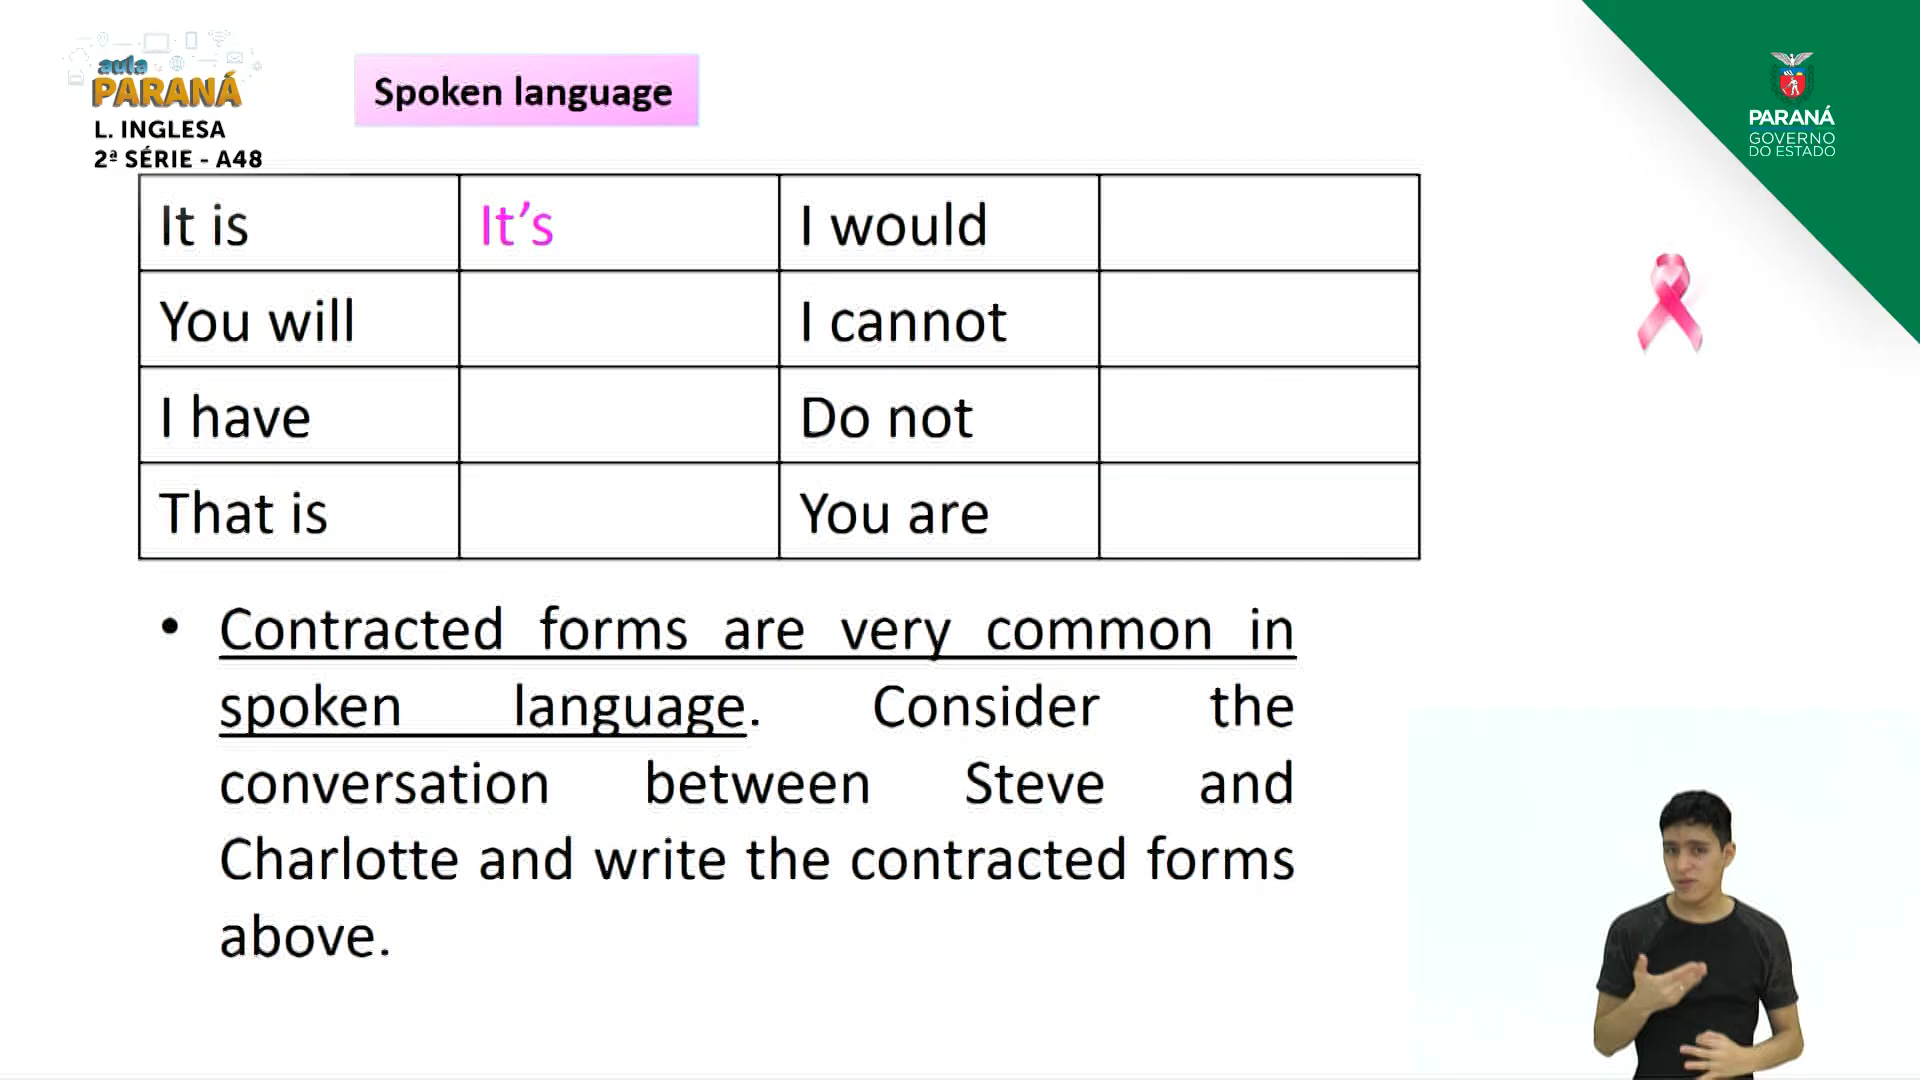 aula
PARANÁ
L. INGLESA
2ª SÉRIE - A48
Spoken language
PARANÁ
GOVERNO
DO ESTADO
It is It’s I would
You will I cannot
I have Do not
That is You are
• Contracted forms are very common in
spoken language. Consider the
conversation between Steve and
Charlotte and write the contracted forms
above.